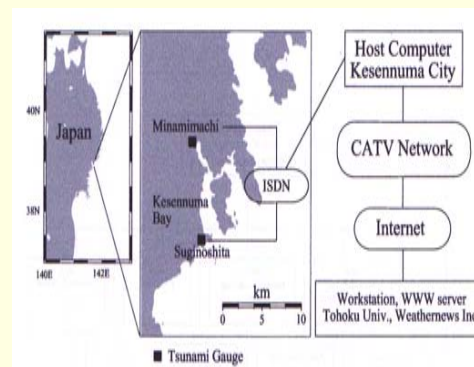 40N
38N
140E
142E
Japan
Minamimachi
Kesennuma
Bay
Suginoshita
ISDN
km
0 5 10
Tsunami Gauge
Host Computer
Kesennuma City
CATV Network
Internet
Workstation, WWW server
Tohoku Univ., Weathernews Inc